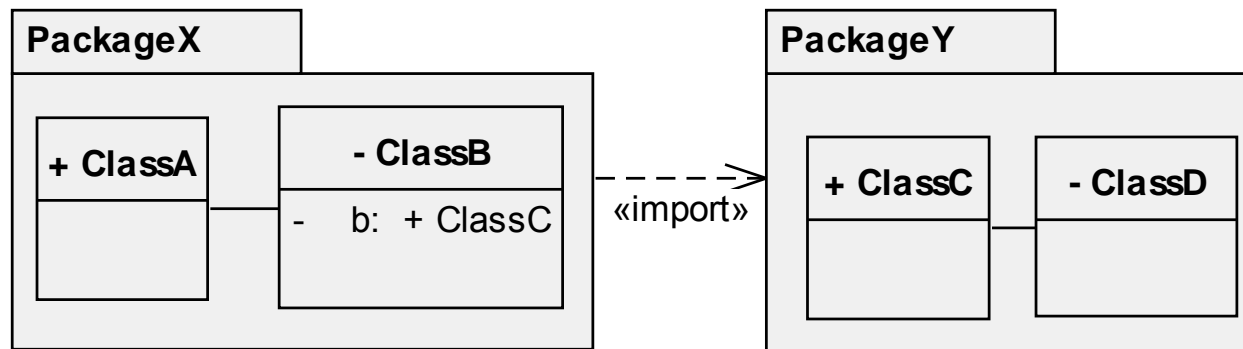 PackageX
PackageY
+ ClassA
- ClassB
- b: + ClassC
«import»
+ ClassC
- ClassD